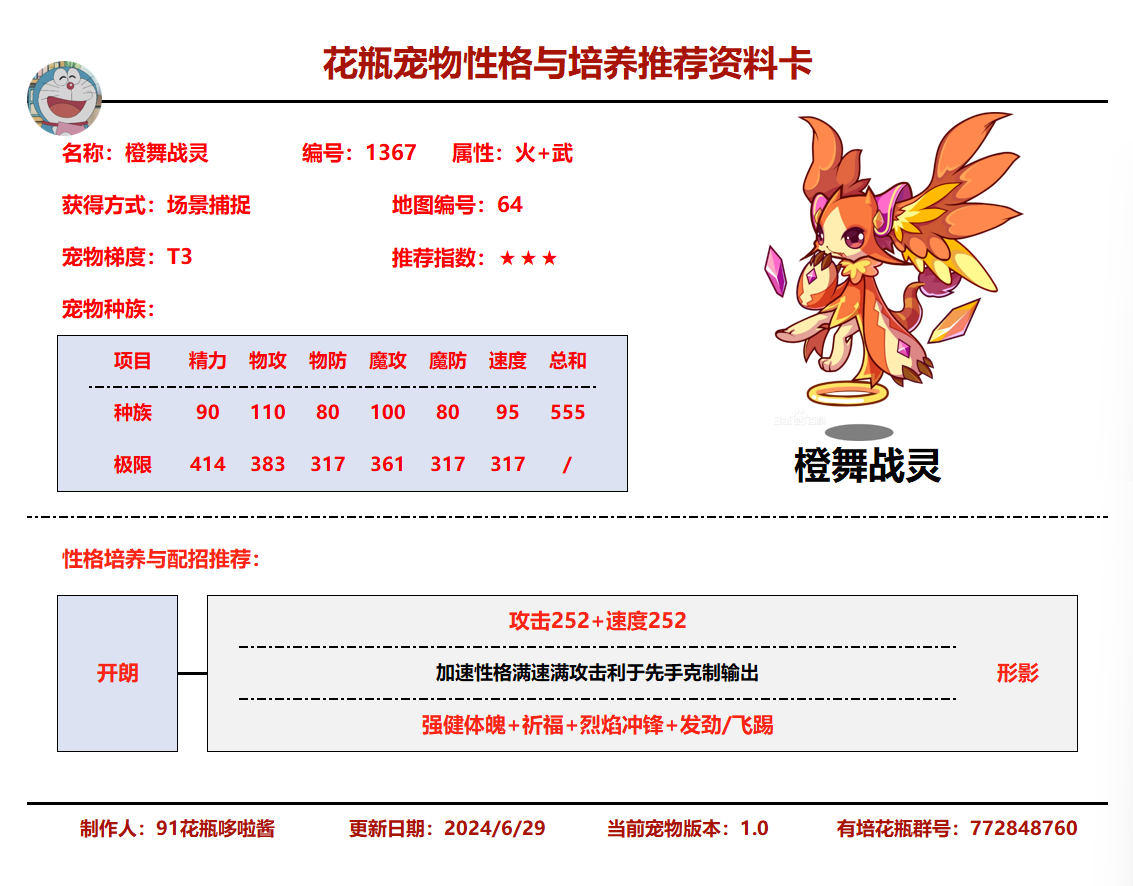 花瓶宠物性格与培养推荐资料卡
名称：橙舞战灵 编号：1367 属性：火+武
获得方式：场景捕捉 地图编号：64
宠物梯度：T3 推荐指数：★★★
宠物种族：
项目 精力 物攻 物防 魔攻 魔防 速度 总和
种族 90 110 80 100 80 95 555
极限 414 383 317 361 317 317 /
橙舞战灵
性格培养与配招推荐：
攻击252+速度252
开朗 加速性格满速满攻击利于先手克制输出 形影
强健体魄+祈福+烈焰冲锋+发劲/飞踢
制作人：91花瓶哆啦酱 更新日期：2024/6/29 当前宠物版本：1.0 有培花瓶群号：772848760